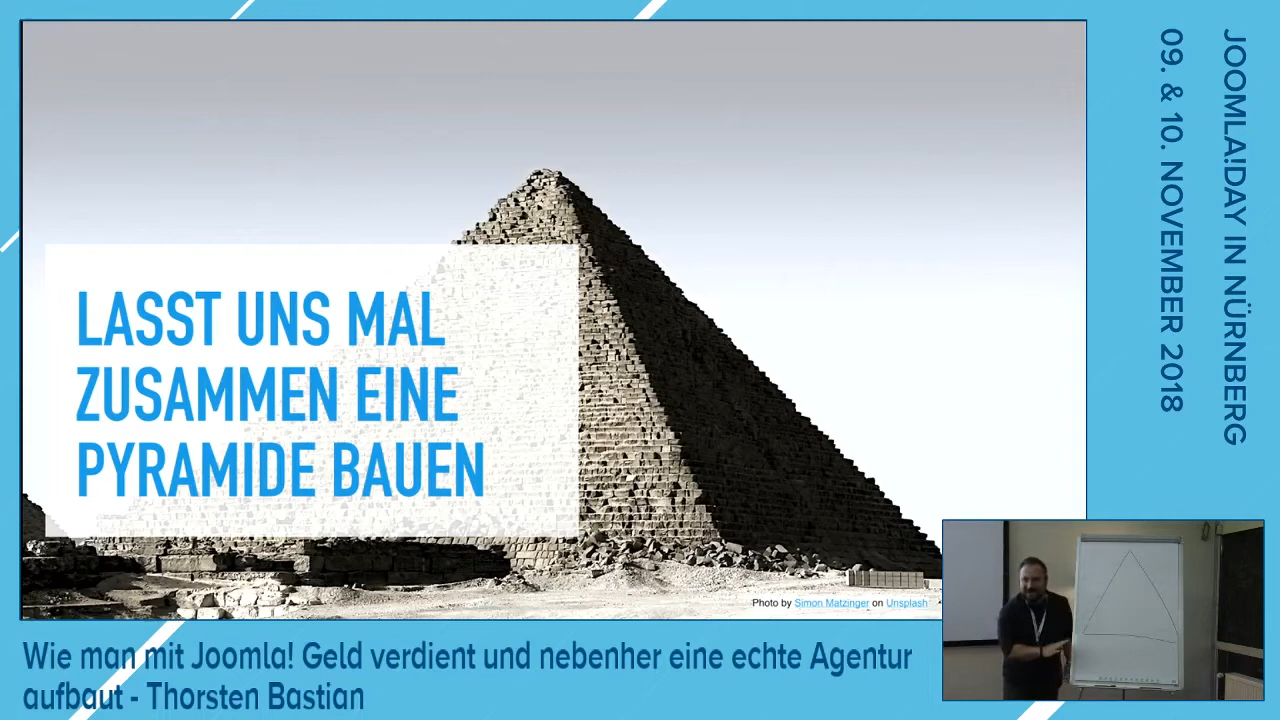 LASST UNS MAL
ZUSAMMEN EINE
PYRAMIDE BAUEN
Photo by Simon Matzinger on Unsplash
JOOMLA!DAY IN NÜRNBERG
09. & 10. NOVEMBER 2018
Wie man mit Joomla! Geld verdient und nebenher eine echte Agentur
aufbaut - Thorsten Bastian